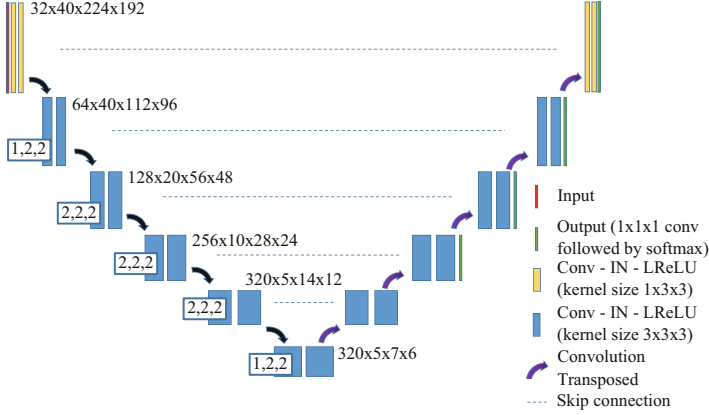 32x40x224x192
64x40x112x96
1,2,2
128x20x56x48
2,2,2
256x10x28x24
2,2,2
320x5x14x12
2,2,2
320x5x7x6
1,2,2
Input
Output (1x1x1 conv
followed by softmax)
Conv - IN - LReLU
(kernel size 1x3x3)
Conv - IN - LReLU
(kernel size 3x3x3)
Convolution
Transposed
Skip connection